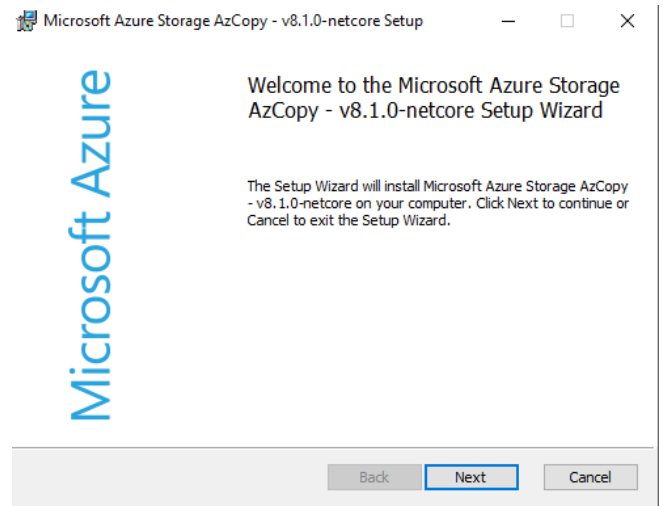 Microsoft Azure Storage AzCopy - v8.1.0-netcore Setup
Microsoft Azure
Welcome to the Microsoft Azure Storage
AzCopy - v8.1.0-netcore Setup Wizard
The Setup Wizard will install Microsoft Azure Storage AzCopy
- v8.1.0-netcore on your computer. Click Next to continue or
Cancel to exit the Setup Wizard.
Back Next Cancel